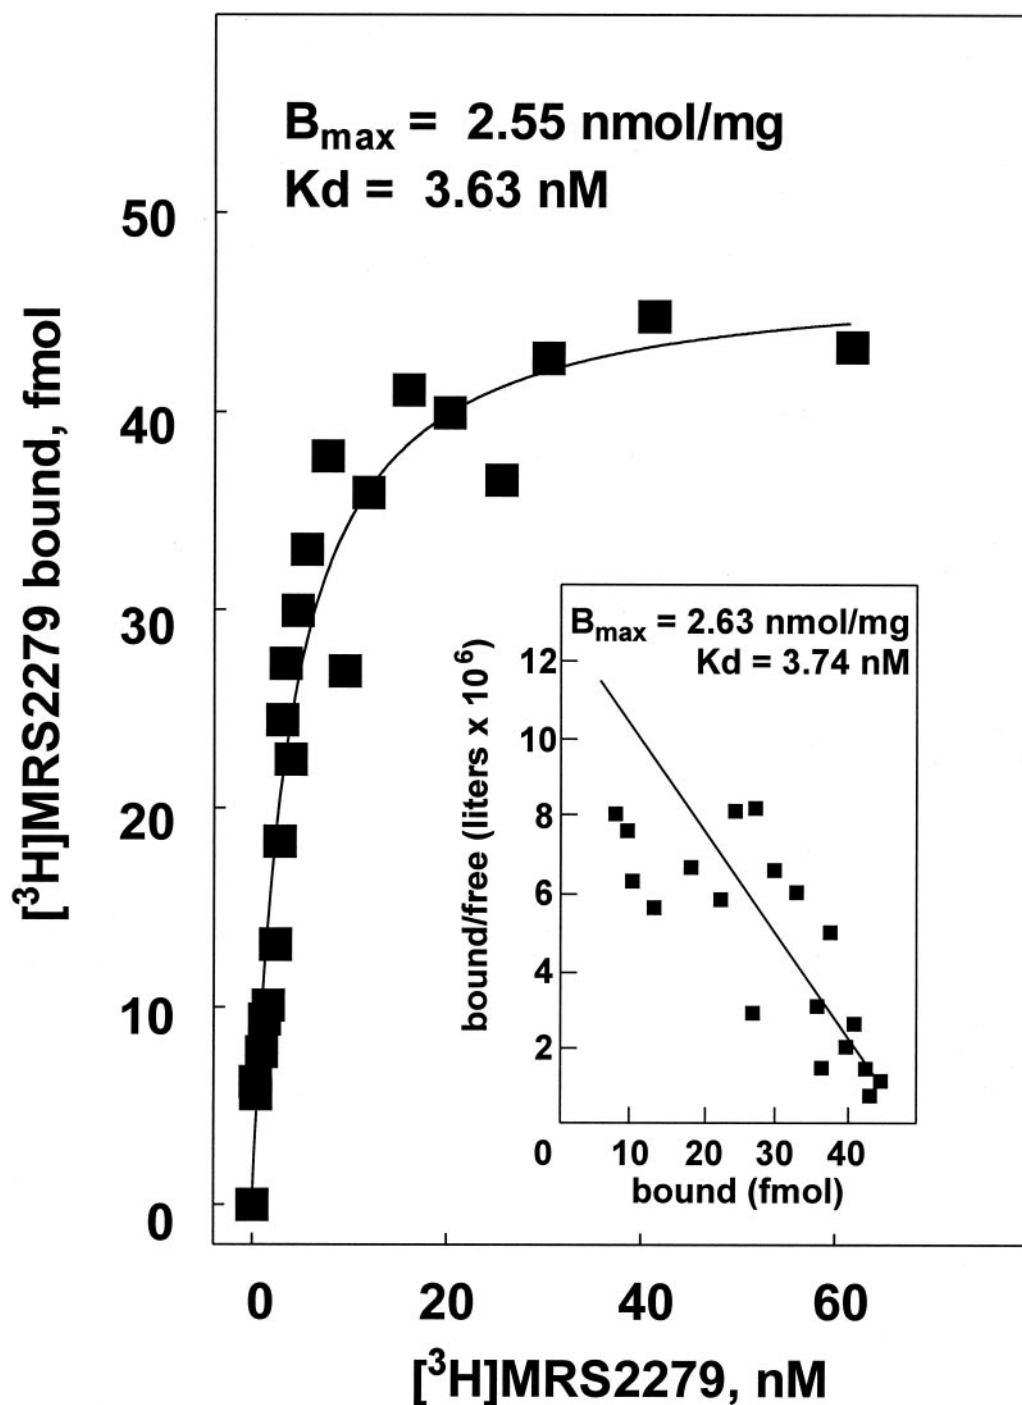 B_max = 2.55 nmol/mg
Kd = 3.63 nM
50
40
30
20
10
0
[³H]MRS2279 bound, fmol
0 20 40 60
[³H]MRS2279, nM
B_max = 2.63 nmol/mg
Kd = 3.74 nM
12
10
8
6
4
2
bound/free (liters x 10⁶)
0 10 20 30 40
bound (fmol)